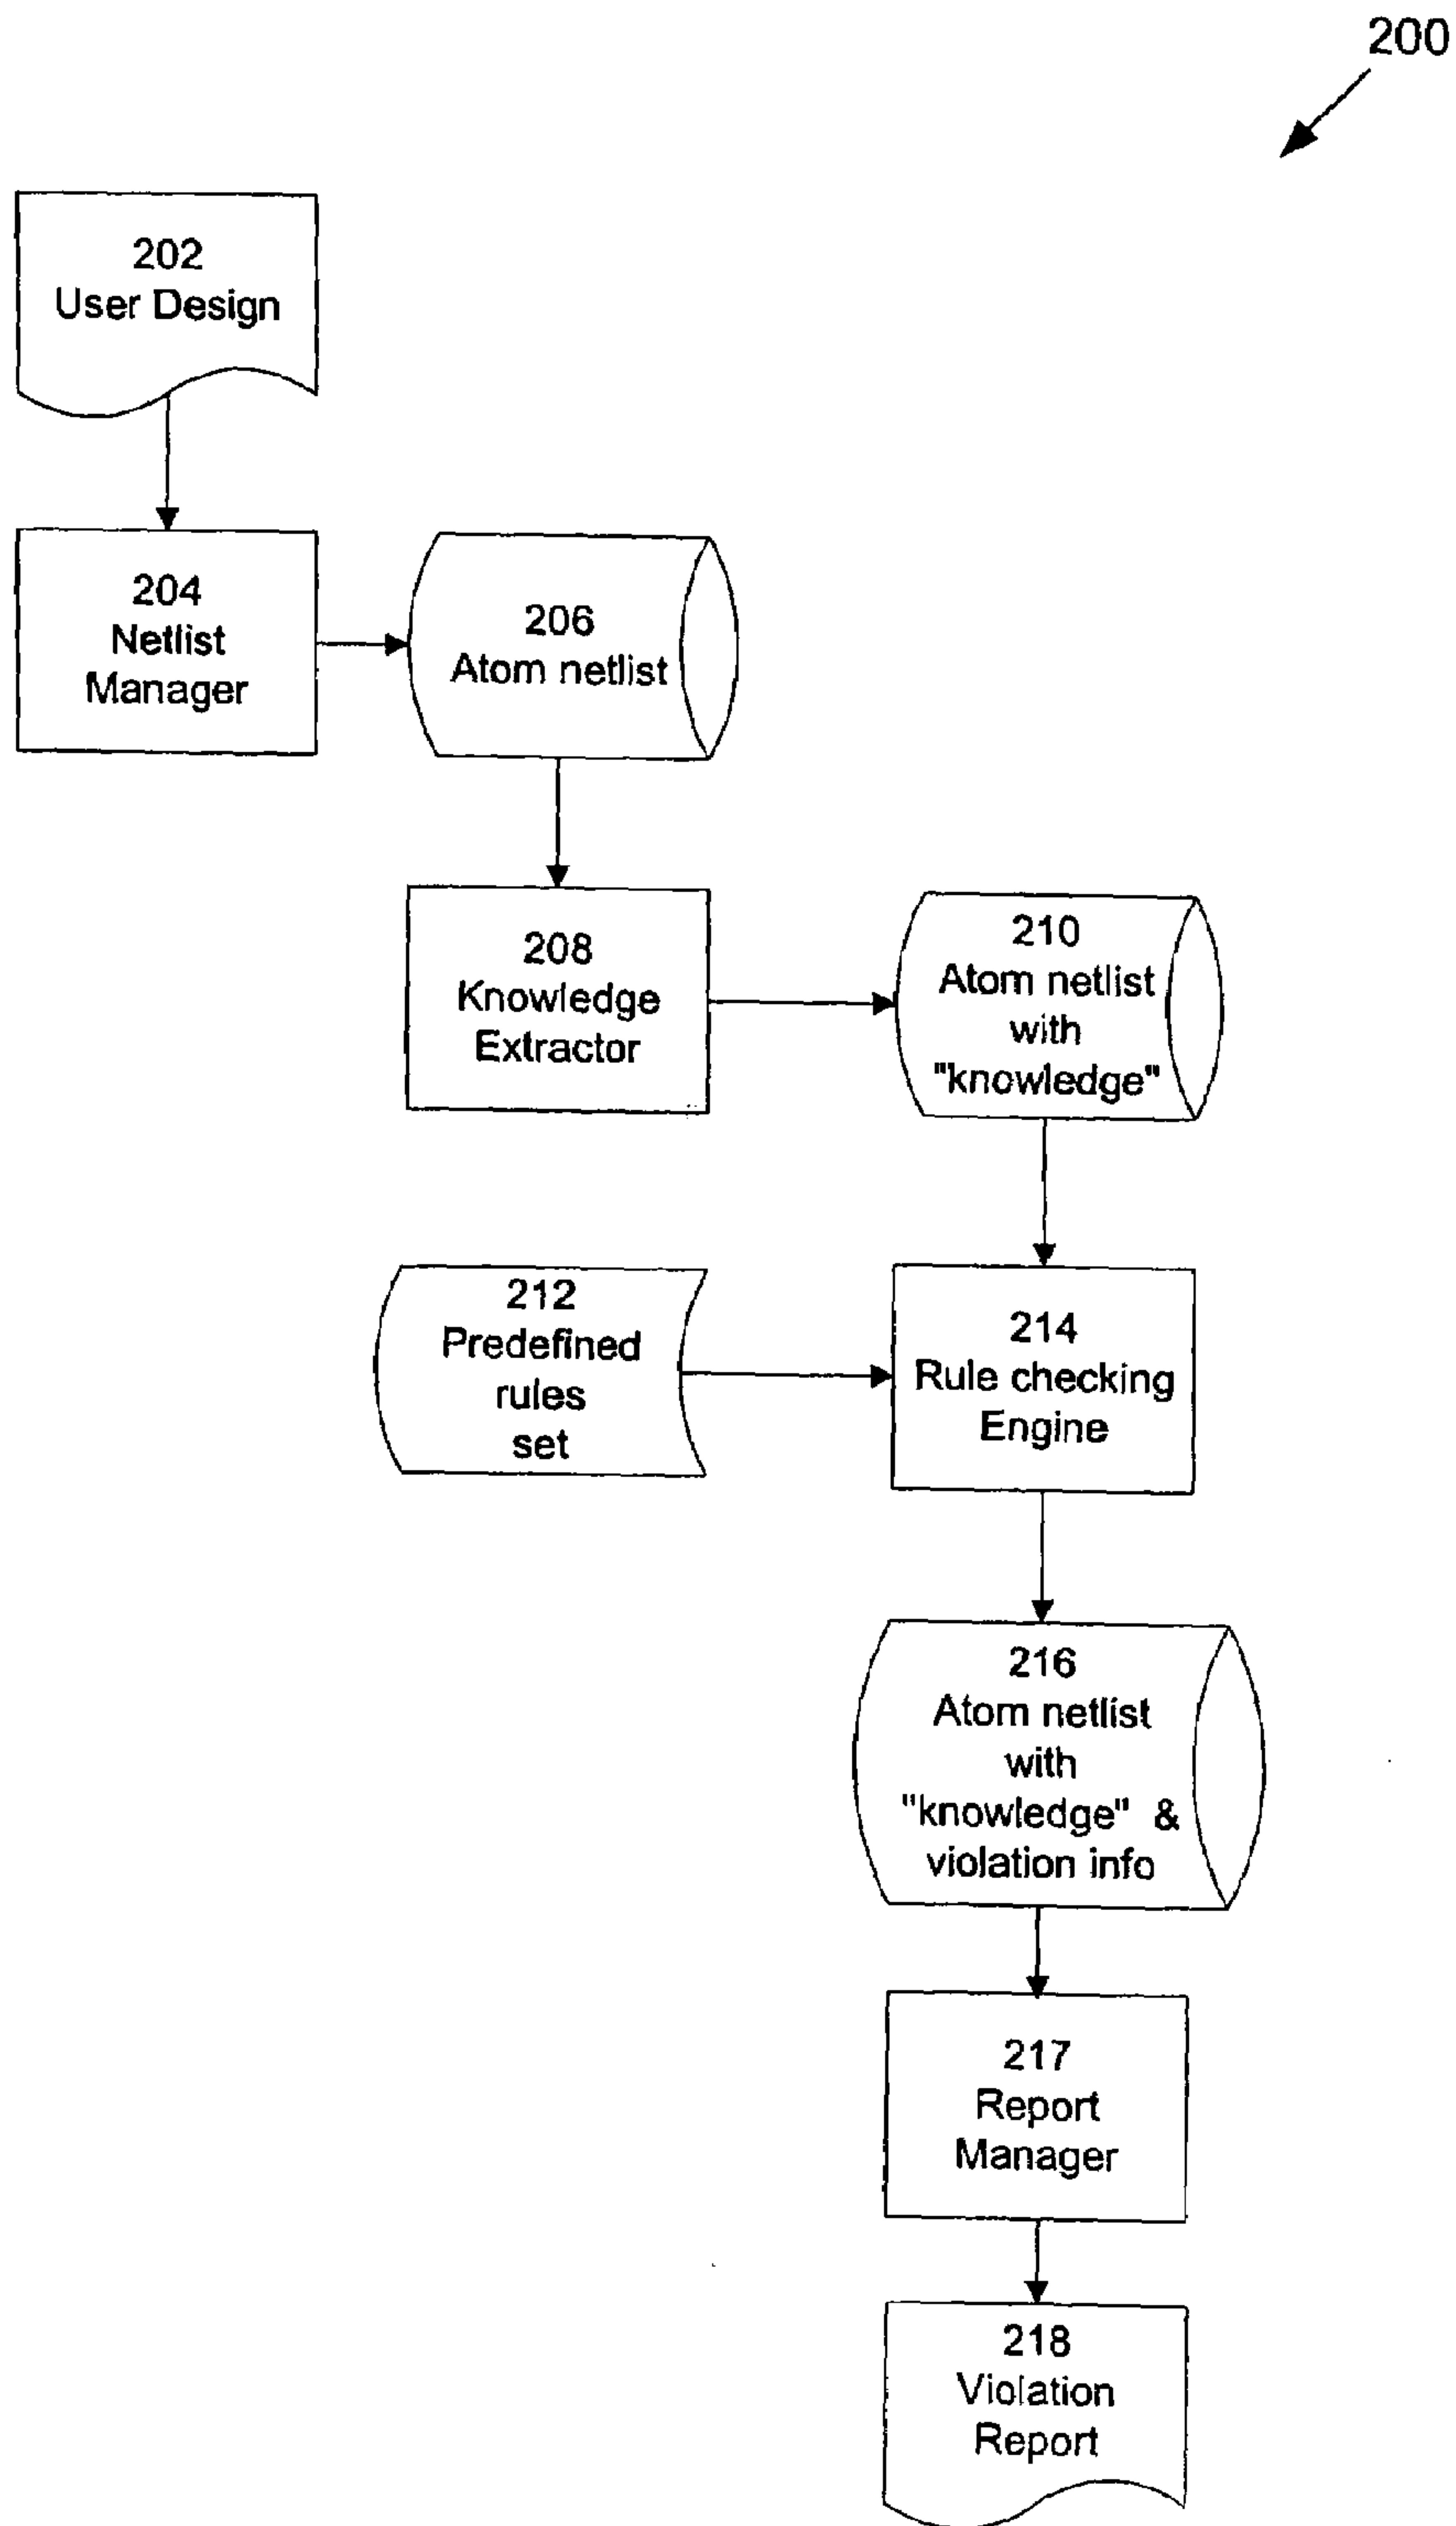 200
202
User Design
204
Netlist
Manager
206
Atom netlist
208
Knowledge
Extractor
210
Atom netlist
with
"knowledge"
212
Predefined
rules
set
214
Rule checking
Engine
216
Atom netlist
with
"knowledge" &
violation info
217
Report
Manager
218
Violation
Report